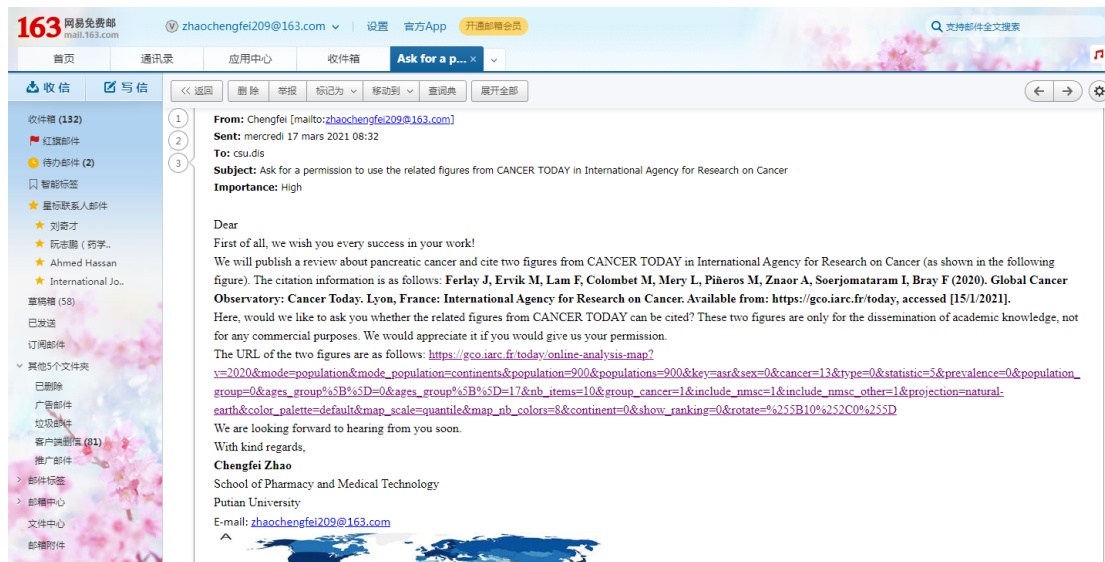 163 网易免费邮
mail.163.com
zhaochengfei209@163.com 设置 官方App 开通邮箱会员 支持邮件全文搜索
首页 通讯录 应用中心 收件箱 Ask for a p... ×
收信 写信 << 返回 删除 举报 标记为 移动到 查词典 展开全部
收件箱 (132)
红旗邮件
待办邮件 (2)
智能标签
星标联系人邮件
刘奇才
阮志鹏 ( 药学..
Ahmed Hassan
International Jo..
草稿箱 (58)
已发送
订阅邮件
其他5个文件夹
已删除
广告邮件
垃圾邮件
客户端删信 (81)
推广邮件
邮件标签
邮箱中心
文件中心
邮箱附件
1
2
3
From: Chengfei [mailto:zhaochengfei209@163.com]
Sent: mercredi 17 mars 2021 08:32
To: csu.dis
Subject: Ask for a permission to use the related figures from CANCER TODAY in International Agency for Research on Cancer
Importance: High
Dear
First of all, we wish you every success in your work!
We will publish a review about pancreatic cancer and cite two figures from CANCER TODAY in International Agency for Research on Cancer (as shown in the following
figure). The citation information is as follows: Ferlay J, Ervik M, Lam F, Colombet M, Mery L, Piñeros M, Znaor A, Soerjomataram I, Bray F (2020). Global Cancer
Observatory: Cancer Today. Lyon, France: International Agency for Research on Cancer. Available from: https://gco.iarc.fr/today, accessed [15/1/2021].
Here, would we like to ask you whether the related figures from CANCER TODAY can be cited? These two figures are only for the dissemination of academic knowledge, not
for any commercial purposes. We would appreciate it if you would give us your permission.
The URL of the two figures are as follows: https://gco.iarc.fr/today/online-analysis-map?
v=2020&mode=population&mode_population=continents&population=900&populations=900&key=asr&sex=0&cancer=13&type=0&statistic=5&prevalence=0&population_
group=0&ages_group%5B%5D=0&ages_group%5B%5D=17&nb_items=10&group_cancer=1&include_nmsc=1&include_nmsc_other=1&projection=natural-
earth&color_palette=default&map_scale=quantile&map_nb_colors=8&continent=0&show_ranking=0&rotate=%255B10%252C0%255D
We are looking forward to hearing from you soon.
With kind regards,
Chengfei Zhao
School of Pharmacy and Medical Technology
Putian University
E-mail: zhaochengfei209@163.com
A